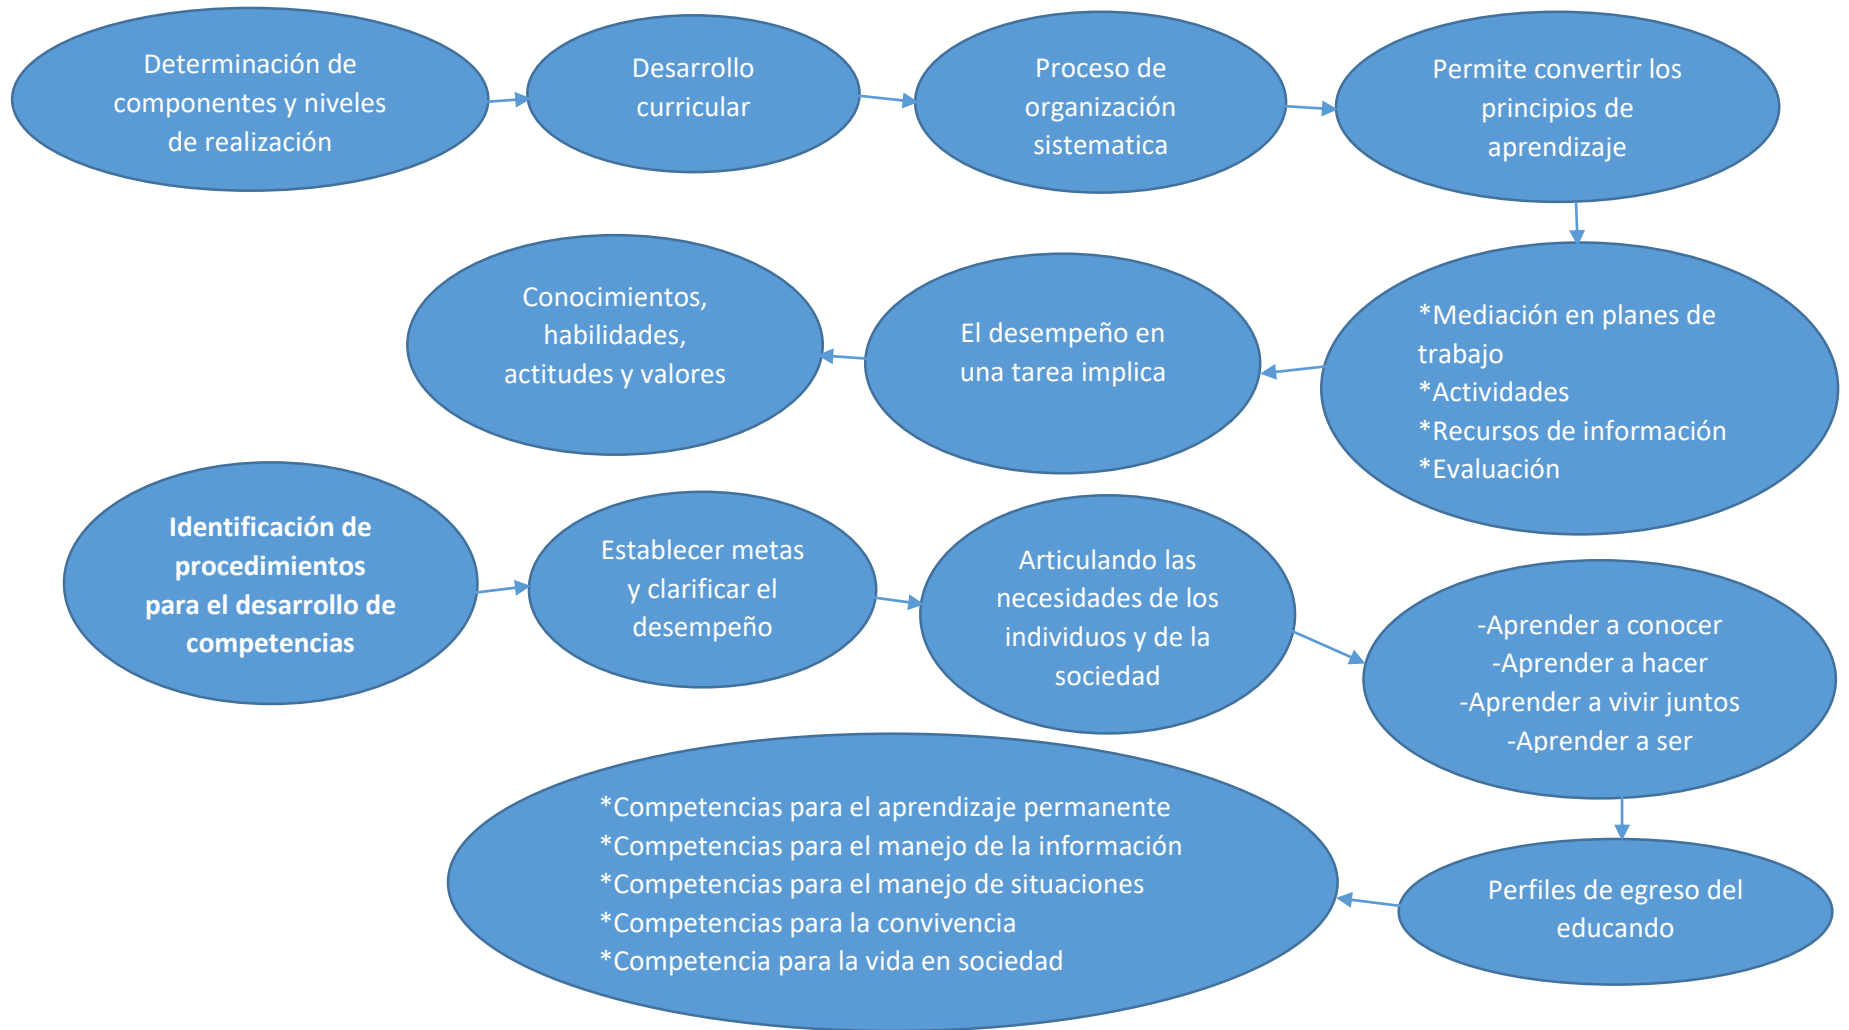 Determinación de
componentes y niveles
de realización
Desarrollo
curricular
Proceso de
organización
sistematica
Permite convertir los
principios de
aprendizaje
*Mediación en planes de
trabajo
*Actividades
*Recursos de información
*Evaluación
El desempeño en
una tarea implica
Conocimientos,
habilidades,
actitudes y valores
Identificación de
procedimientos
para el desarrollo de
competencias
Establecer metas
y clarificar el
desempeño
Articulando las
necesidades de los
individuos y de la
sociedad
-Aprender a conocer
-Aprender a hacer
-Aprender a vivir juntos
-Aprender a ser
Perfiles de egreso del
educando
*Competencias para el aprendizaje permanente
*Competencias para el manejo de la información
*Competencias para el manejo de situaciones
*Competencias para la convivencia
*Competencia para la vida en sociedad